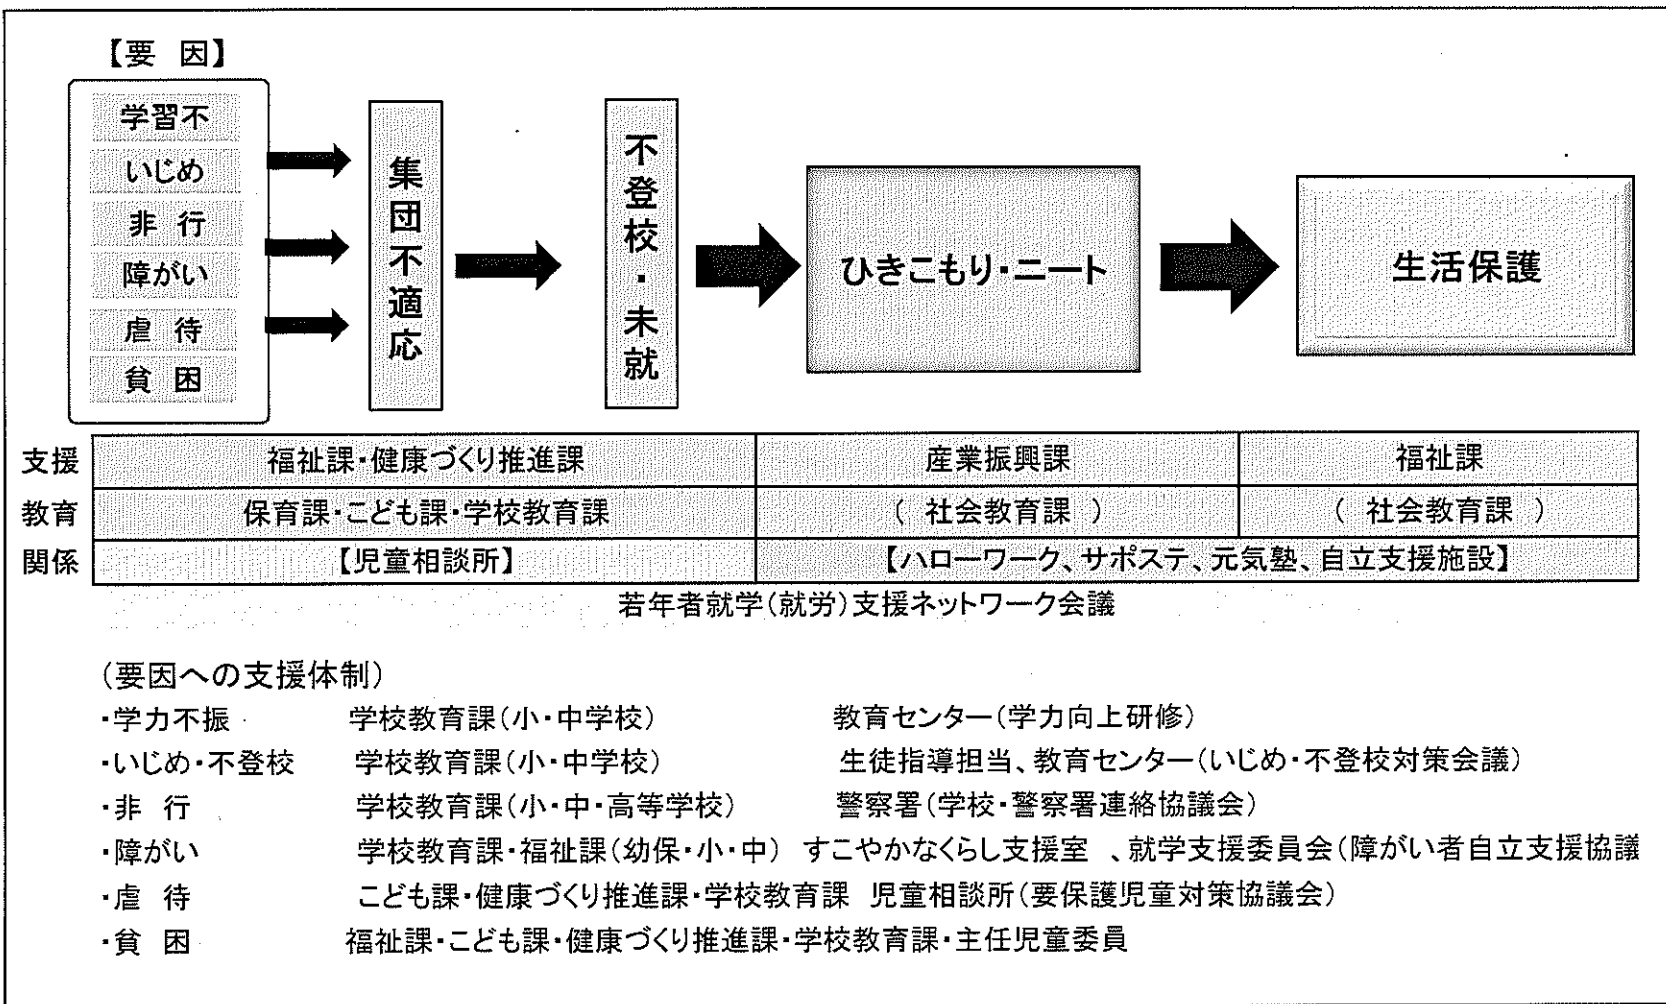 【要 因】
学習不
いじめ
非 行
障がい
虐 待
貧 困
集団不適応
不登校・未就
ひきこもり・ニート
生活保護
支援 福祉課・健康づくり推進課 産業振興課 福祉課
教育 保育課・こども課・学校教育課 （ 社会教育課 ） （ 社会教育課 ）
関係 【児童相談所】 【ハローワーク、サポステ、元気塾、自立支援施設】
若年者就学（就労）支援ネットワーク会議
（要因への支援体制）
・学力不振 学校教育課（小・中学校） 教育センター（学力向上研修）
・いじめ・不登校 学校教育課（小・中学校） 生徒指導担当、教育センター（いじめ・不登校対策会議）
・非 行 学校教育課（小・中・高等学校） 警察署（学校・警察署連絡協議会）
・障がい 学校教育課・福祉課（幼保・小・中） すこやかなくらし支援室 、就学支援委員会（障がい者自立支援協議
・虐 待 こども課・健康づくり推進課・学校教育課 児童相談所（要保護児童対策協議会）
・貧 困 福祉課・こども課・健康づくり推進課・学校教育課・主任児童委員